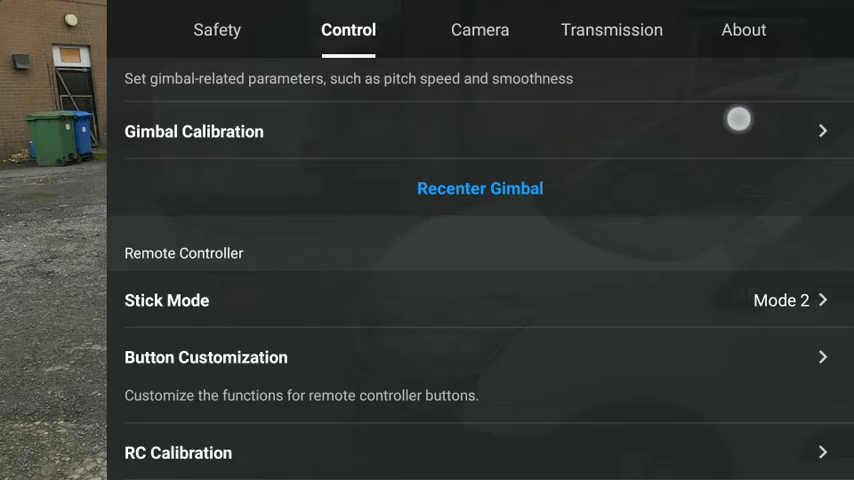 Safety
Control
Camera
Transmission
About
Set gimbal-related parameters, such as pitch speed and smoothness
Gimbal Calibration
Recenter Gimbal
Remote Controller
Stick Mode
Mode 2
Button Customization
Customize the functions for remote controller buttons.
RC Calibration